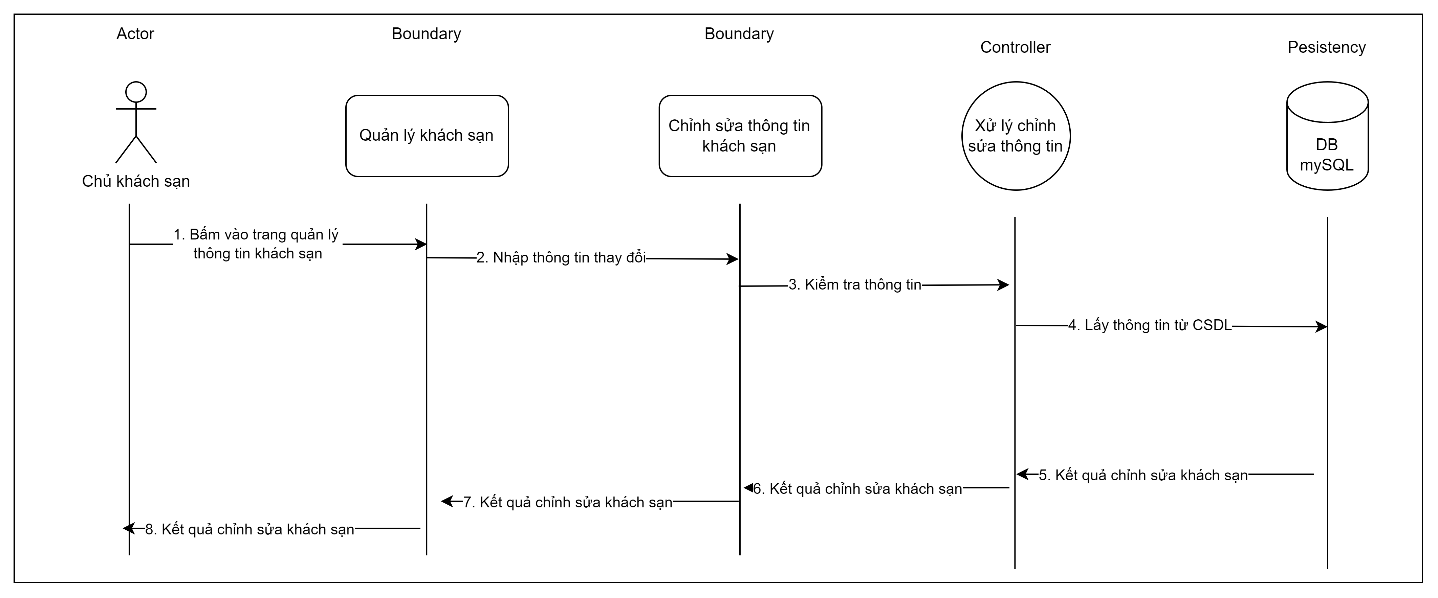 Actor
Boundary
Boundary
Controller
Pesistency
Chủ khách sạn
Quản lý khách sạn
Chỉnh sửa thông tin
khách sạn
Xử lý chỉnh
sứa thông tin
DB
mySQL
1. Bấm vào trang quản lý
thông tin khách sạn
2. Nhập thông tin thay đổi
3. Kiểm tra thông tin
4. Lấy thông tin từ CSDL
5. Kết quả chỉnh sửa khách sạn
6. Kết quả chỉnh sửa khách sạn
7. Kết quả chỉnh sửa khách sạn
8. Kết quả chỉnh sửa khách sạn